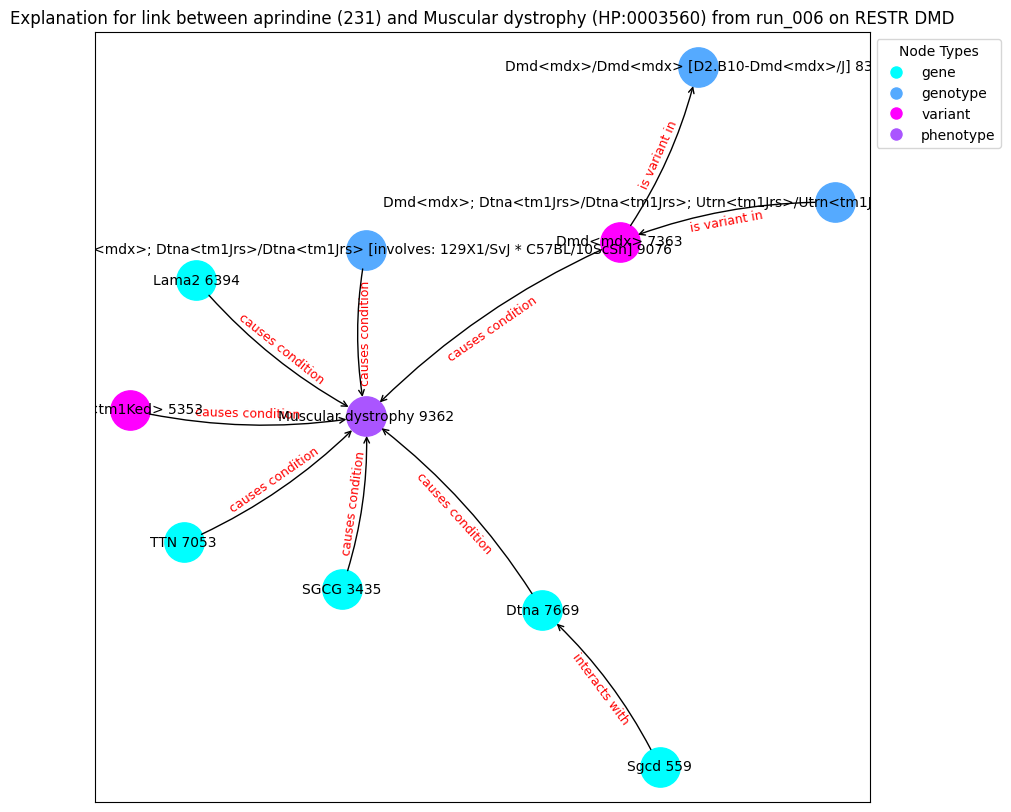 Explanation for link between aprindine (231) and Muscular dystrophy (HP:0003560) from run_006 on RESTR DMD
Node Types
gene
genotype
variant
phenotype
Dmd<mdx>/Dmd<mdx> [D2.B10-Dmd<mdx>/J] 83
is variant in
Dmd<mdx>; Dtna<tm1Jrs>/Dtna<tm1Jrs>; Utrn<tm1Jrs>/Utrn<tm1J
is variant in
Dmd<mdx> 7363
<mdx>; Dtna<tm1Jrs>/Dtna<tm1Jrs> [involves: 129X1/SvJ * C57BL/10ScSn] 9076
Lama2 6394
causes condition
causes condition
causes condition
<tm1Ked> 5353
causes condition
Muscular dystrophy 9362
causes condition
causes condition
causes condition
TTN 7053
SGCG 3435
Dtna 7669
interacts with
Sgcd 559